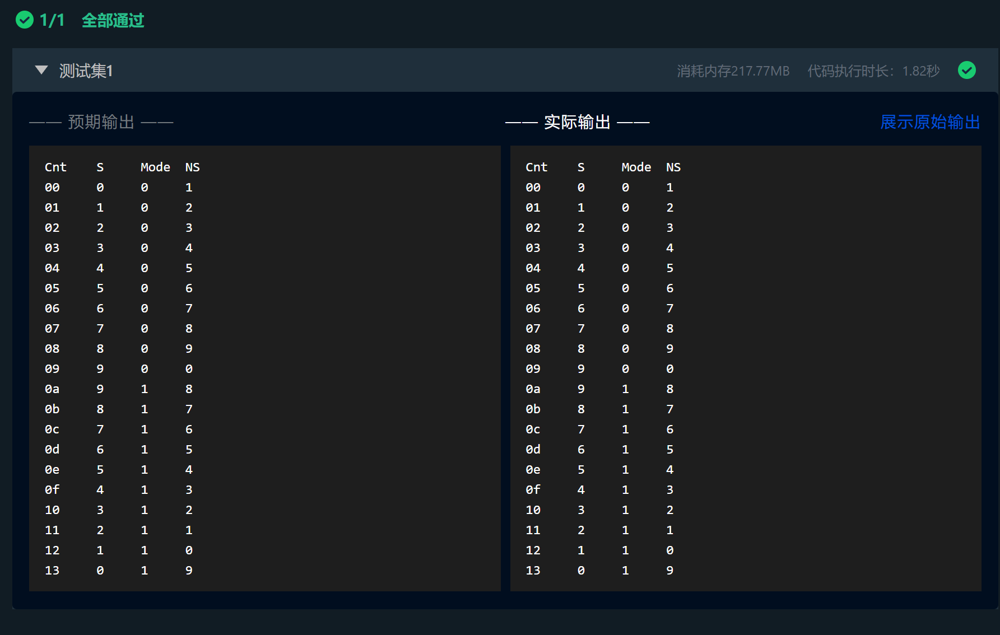 1/1 全部通过
测试集1 消耗内存217.77MB 代码执行时长：1.82秒
—— 预期输出 ——
Cnt S Mode NS
00 0 0 1
01 1 0 2
02 2 0 3
03 3 0 4
04 4 0 5
05 5 0 6
06 6 0 7
07 7 0 8
08 8 0 9
09 9 0 0
0a 9 1 8
0b 8 1 7
0c 7 1 6
0d 6 1 5
0e 5 1 4
0f 4 1 3
10 3 1 2
11 2 1 1
12 1 1 0
13 0 1 9
—— 实际输出 —— 展示原始输出
Cnt S Mode NS
00 0 0 1
01 1 0 2
02 2 0 3
03 3 0 4
04 4 0 5
05 5 0 6
06 6 0 7
07 7 0 8
08 8 0 9
09 9 0 0
0a 9 1 8
0b 8 1 7
0c 7 1 6
0d 6 1 5
0e 5 1 4
0f 4 1 3
10 3 1 2
11 2 1 1
12 1 1 0
13 0 1 9